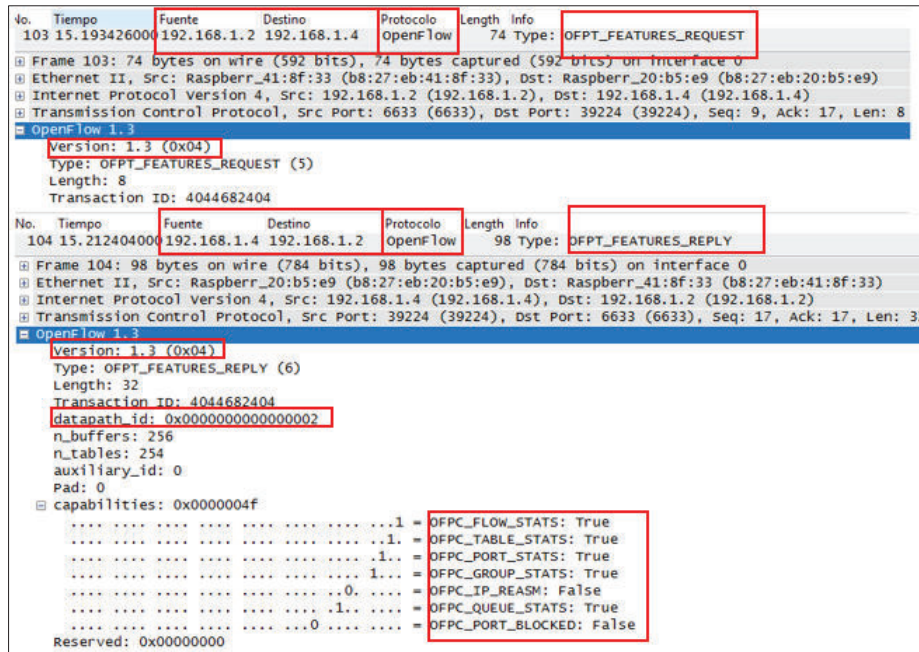 No. Tiempo Fuente Destino Protocolo Length Info
103 15.193426000 192.168.1.2 192.168.1.4 OpenFlow 74 Type: OFPT_FEATURES_REQUEST
Frame 103: 74 bytes on wire (592 bits), 74 bytes captured (592 bits) on interface 0
Ethernet II, Src: Raspberr_41:8f:33 (b8:27:eb:41:8f:33), Dst: Raspberr_20:b5:e9 (b8:27:eb:20:b5:e9)
Internet Protocol Version 4, Src: 192.168.1.2 (192.168.1.2), Dst: 192.168.1.4 (192.168.1.4)
Transmission Control Protocol, Src Port: 6633 (6633), Dst Port: 39224 (39224), Seq: 9, Ack: 17, Len: 8
OpenFlow 1.3
Version: 1.3 (0x04)
Type: OFPT_FEATURES_REQUEST (5)
Length: 8
Transaction ID: 4044682404
No. Tiempo Fuente Destino Protocolo Length Info
104 15.212404000 192.168.1.4 192.168.1.2 OpenFlow 98 Type: OFPT_FEATURES_REPLY
Frame 104: 98 bytes on wire (784 bits), 98 bytes captured (784 bits) on interface 0
Ethernet II, Src: Raspberr_20:b5:e9 (b8:27:eb:20:b5:e9), Dst: Raspberr_41:8f:33 (b8:27:eb:41:8f:33)
Internet Protocol Version 4, Src: 192.168.1.4 (192.168.1.4), Dst: 192.168.1.2 (192.168.1.2)
Transmission Control Protocol, Src Port: 39224 (39224), Dst Port: 6633 (6633), Seq: 17, Ack: 17, Len: 3
OpenFlow 1.3
Version: 1.3 (0x04)
Type: OFPT_FEATURES_REPLY (6)
Length: 32
Transaction ID: 4044682404
datapath_id: 0x0000000000000002
n_buffers: 256
n_tables: 254
auxiliary_id: 0
Pad: 0
capabilities: 0x0000004f
.... .... .... .... .... .... .... ...1 = OFPC_FLOW_STATS: True
.... .... .... .... .... .... .... ..1. = OFPC_TABLE_STATS: True
.... .... .... .... .... .... .... .1.. = OFPC_PORT_STATS: True
.... .... .... .... .... .... .... 1... = OFPC_GROUP_STATS: True
.... .... .... .... .... .... ..0. .... = OFPC_IP_REASM: False
.... .... .... .... .... .... .1.. .... = OFPC_QUEUE_STATS: True
.... .... .... .... .... ...0 .... .... = OFPC_PORT_BLOCKED: False
Reserved: 0x00000000